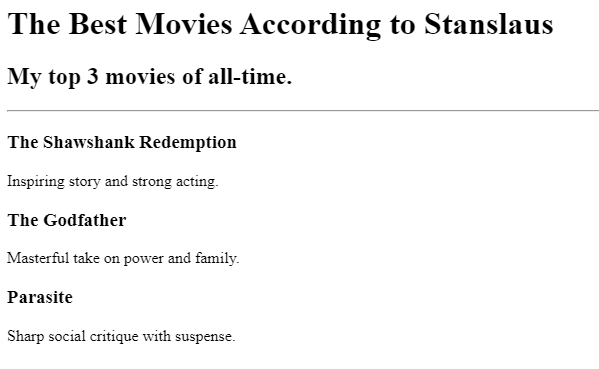 The Best Movies According to Stanslaus
My top 3 movies of all-time.
The Shawshank Redemption
Inspiring story and strong acting.
The Godfather
Masterful take on power and family.
Parasite
Sharp social critique with suspense.